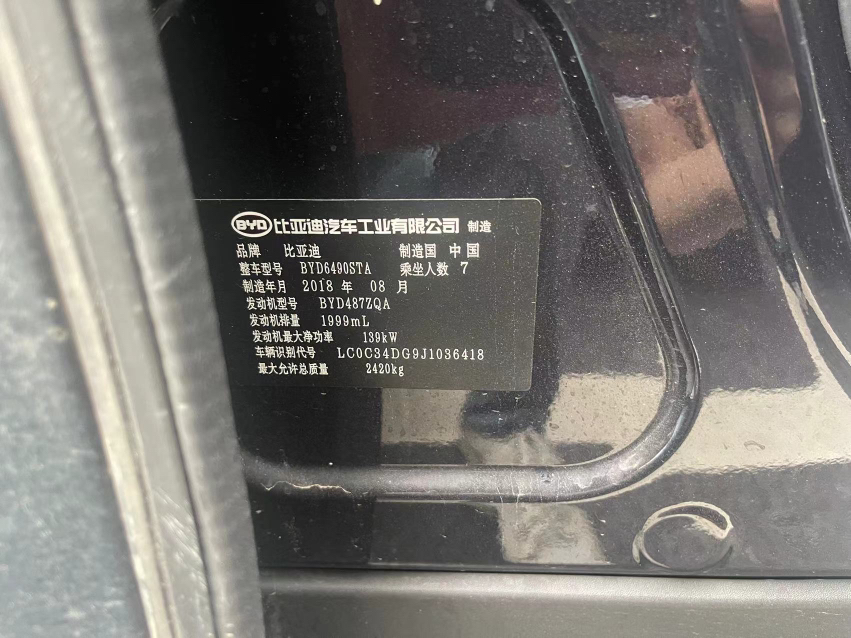 BYD 比亚迪汽车工业有限公司 制造
品牌 比亚迪 制造国 中国
整车型号 BYD6490STA 乘坐人数 7
制造年月 2018 年 08 月
发动机型号 BYD487ZQA
发动机排量 1999mL
发动机最大净功率 139kW
车辆识别代号 LC0C34DG9J1036418
最大允许总质量 2420kg